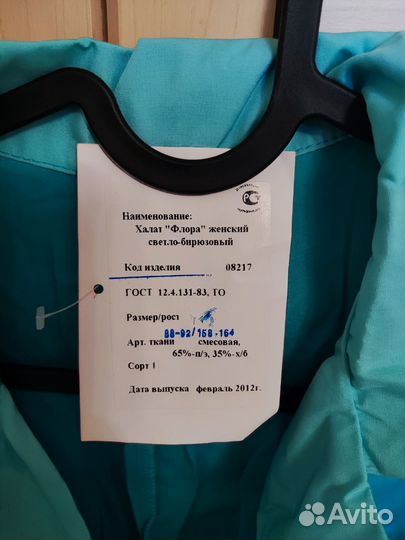 Наименование:
Халат "Флора" женский
светло-бирюзовый
Код изделия 08217
ГОСТ 12.4.131-83, ТО
Размер/рост
88-92/158-164
Арт. ткани смесовая,
65%-п/э, 35%-х/б
Сорт 1
Дата выпуска февраль 2012г.
Avito